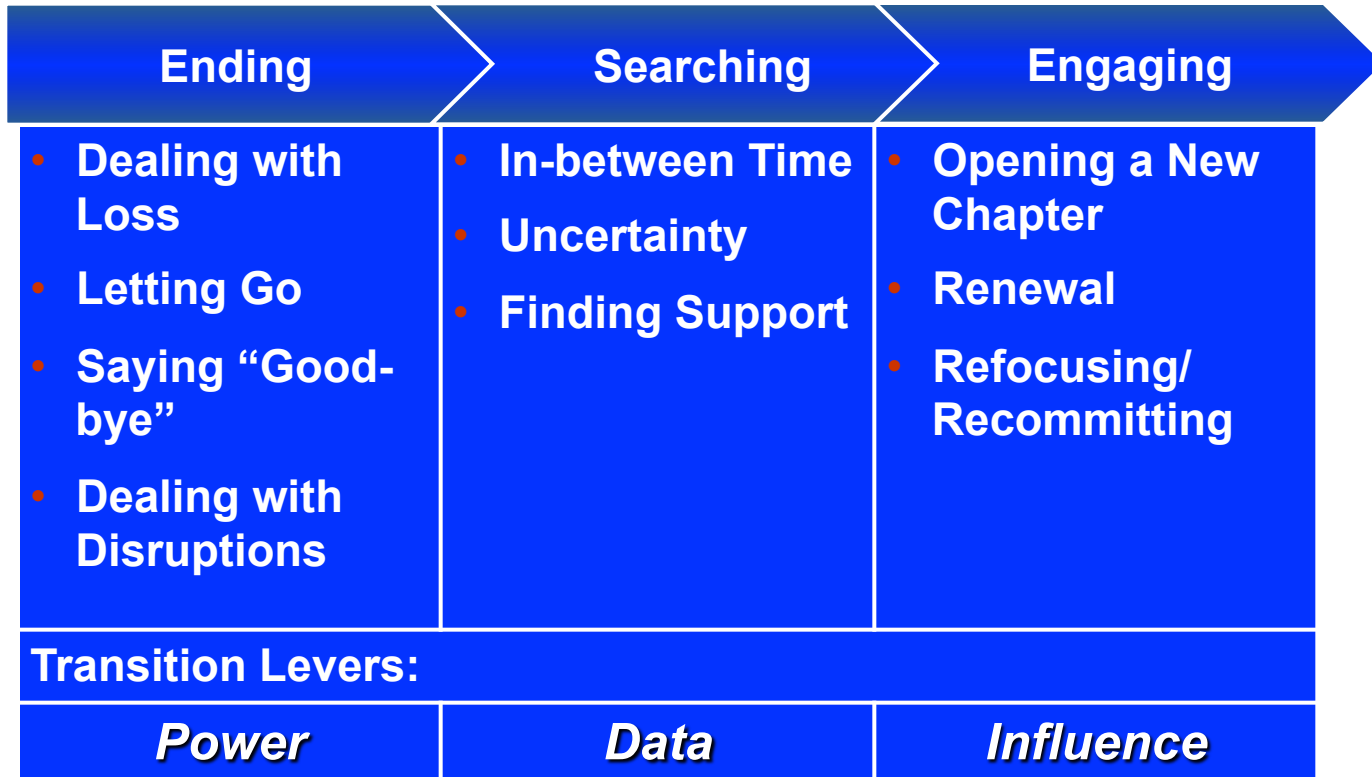 Ending
Searching
Engaging
• Dealing with
Loss
• Letting Go
• Saying “Good-
bye”
• Dealing with
Disruptions
• In-between Time
• Uncertainty
• Finding Support
• Opening a New
Chapter
• Renewal
• Refocusing/
Recommitting
Transition Levers:
Power
Data
Influence